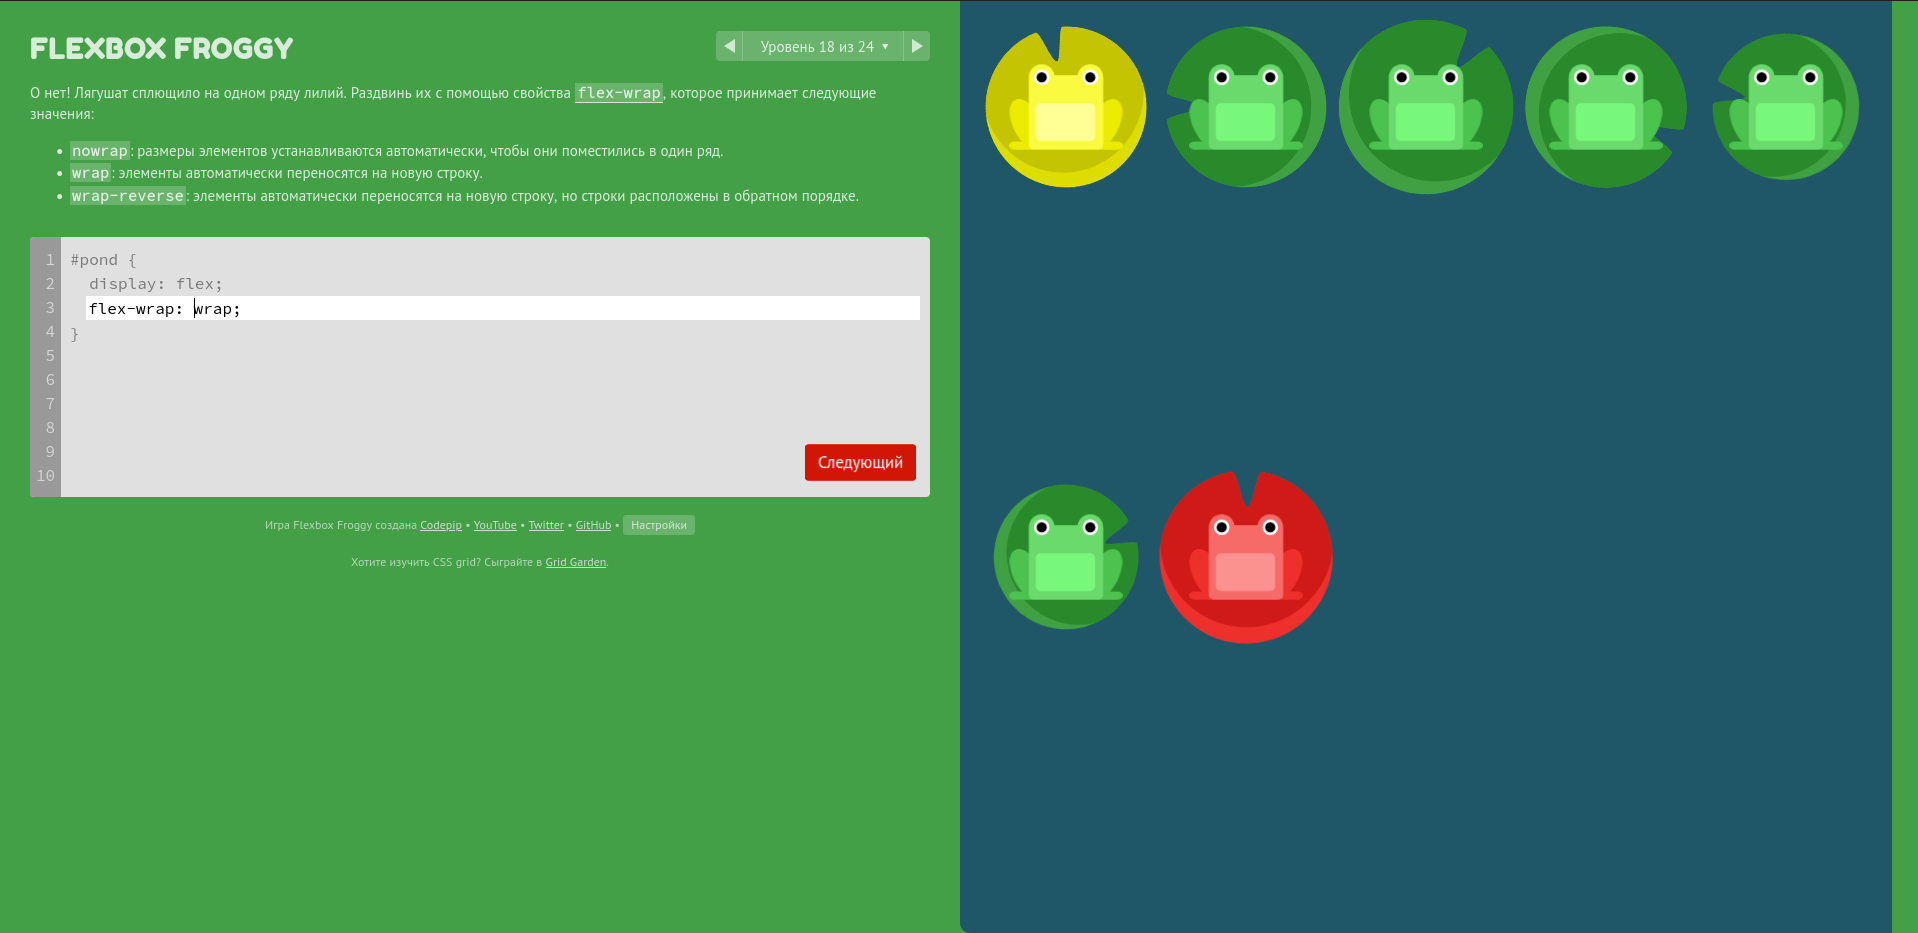 FLEXBOX FROGGY
Уровень 18 из 24 ▾
О нет! Лягушат сплющило на одном ряду лилий. Раздвинь их с помощью свойства flex-wrap, которое принимает следующие
значения:
• nowrap: размеры элементов устанавливаются автоматически, чтобы они поместились в один ряд.
• wrap: элементы автоматически переносятся на новую строку.
• wrap-reverse: элементы автоматически переносятся на новую строку, но строки расположены в обратном порядке.
1 #pond {
2 display: flex;
3 flex-wrap: wrap;
4 }
5
6
7
8
9
10
Следующий
Игра Flexbox Froggy создана Codepip • YouTube • Twitter • GitHub • Настройки
Хотите изучить CSS grid? Сыграйте в Grid Garden.